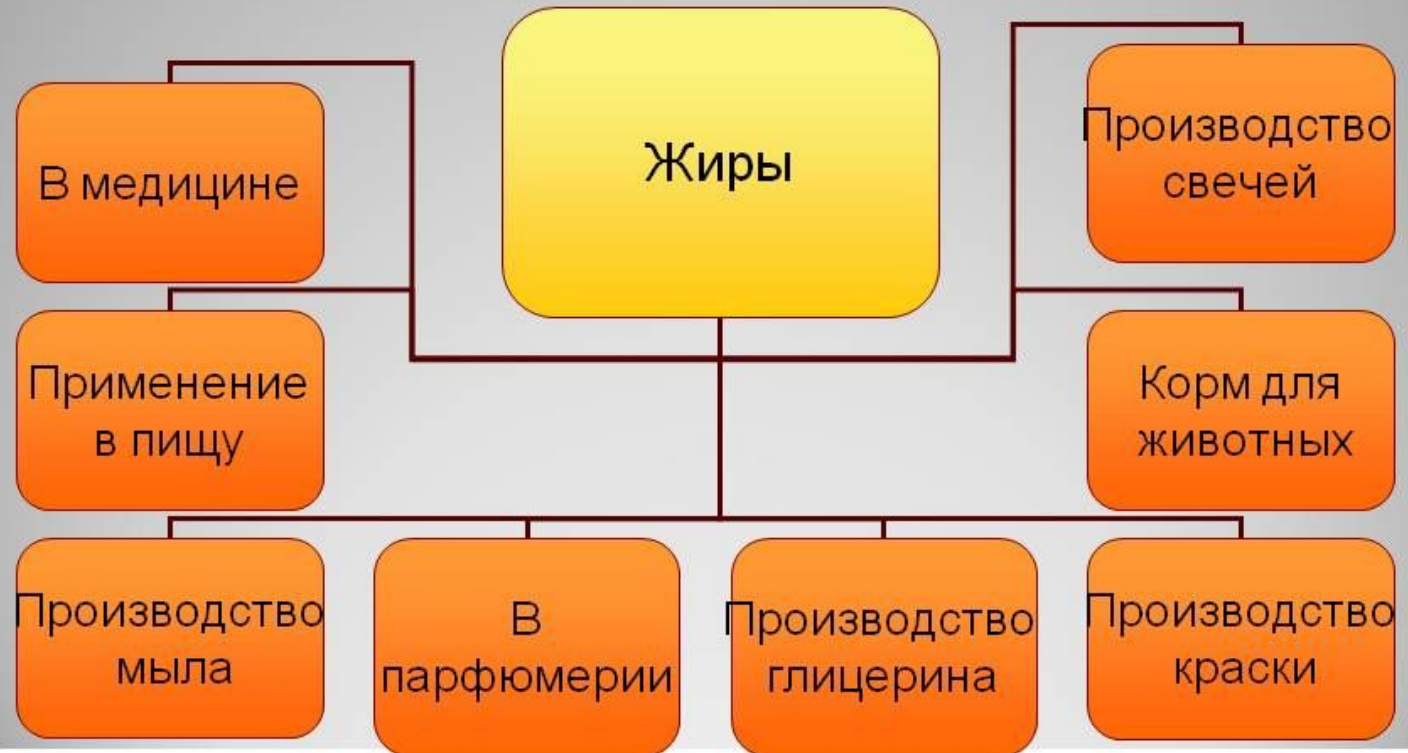 Жиры
В медицине
Производство
свечей
Применение
в пищу
Корм для
животных
Производство
мыла
В
парфюмерии
Производство
глицерина
Производство
краски